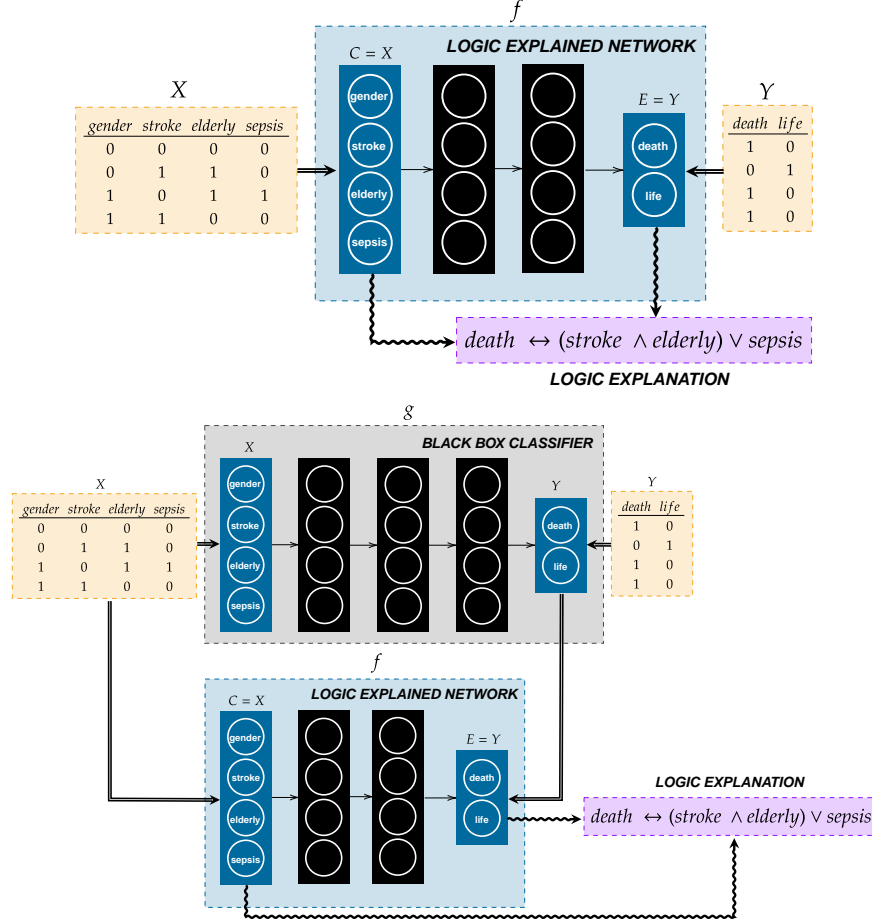 f
LOGIC EXPLAINED NETWORK
C = X
X
gender stroke elderly sepsis
0 0 0 0
0 1 1 0
1 0 1 1
1 1 0 0
gender
stroke
elderly
sepsis
E = Y
death
life
Y
death life
1 0
0 1
1 0
1 0
death ↔ (stroke ∧ elderly) ∨ sepsis
LOGIC EXPLANATION
g
BLACK BOX CLASSIFIER
X
X
gender stroke elderly sepsis
0 0 0 0
0 1 1 0
1 0 1 1
1 1 0 0
gender
stroke
elderly
sepsis
Y
death
life
Y
death life
1 0
0 1
1 0
1 0
f
LOGIC EXPLAINED NETWORK
C = X
gender
stroke
elderly
sepsis
E = Y
death
life
LOGIC EXPLANATION
death ↔ (stroke ∧ elderly) ∨ sepsis